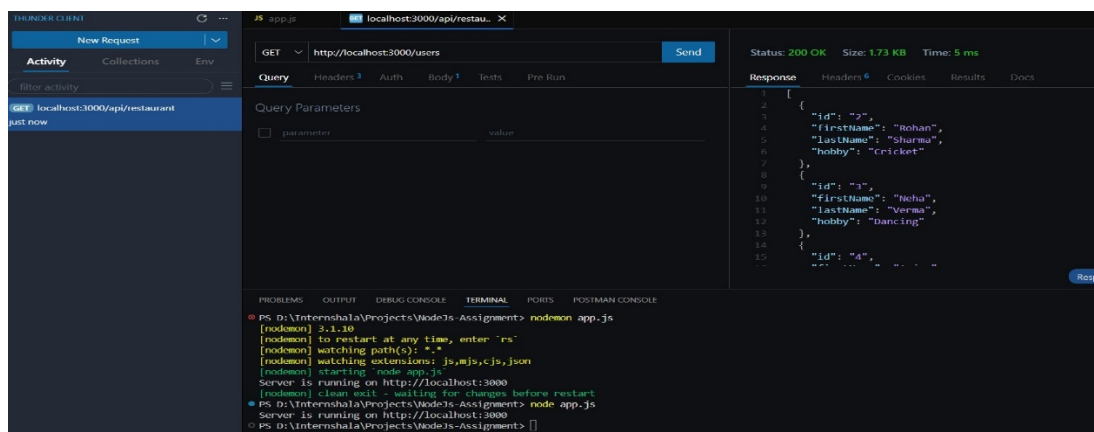 THUNDER CLIENT
New Request
Activity Collections Env
filter activity
GET localhost:3000/api/restaurant
just now
JS app.js
GET localhost:3000/api/restau.. X
GET http://localhost:3000/users Send
Query Headers 3 Auth Body 1 Tests Pre Run
Query Parameters
parameter value
Status: 200 OK Size: 1.73 KB Time: 5 ms
Response Headers 6 Cookies Results Docs
1 [
2 {
3 "id": "2",
4 "firstName": "Rohan",
5 "lastName": "Sharma",
6 "hobby": "Cricket"
7 },
8 {
9 "id": "3",
10 "firstName": "Neha",
11 "lastName": "Verma",
12 "hobby": "Dancing"
13 },
14 {
15 "id": "4",
PROBLEMS OUTPUT DEBUG CONSOLE TERMINAL PORTS POSTMAN CONSOLE
PS D:\Internshala\Projects\NodeJs-Assignment> nodemon app.js
[nodemon] 3.1.10
[nodemon] to restart at any time, enter `rs`
[nodemon] watching path(s): *.*
[nodemon] watching extensions: js,mjs,cjs,json
[nodemon] starting `node app.js`
Server is running on http://localhost:3000
[nodemon] clean exit - waiting for changes before restart
PS D:\Internshala\Projects\NodeJs-Assignment> node app.js
Server is running on http://localhost:3000
PS D:\Internshala\Projects\NodeJs-Assignment>